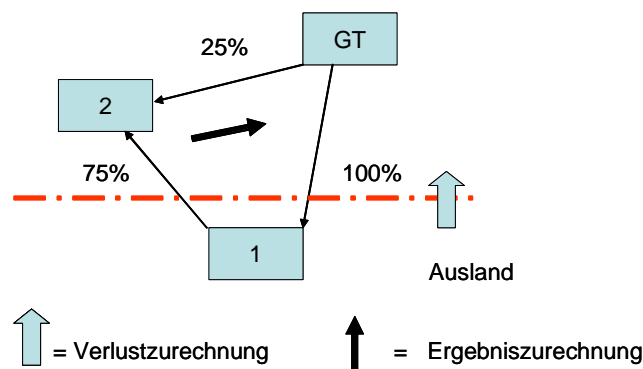 GT
25%
2
75%
100%
1
Ausland
= Verlustzurechnung
= Ergebniszurechnung